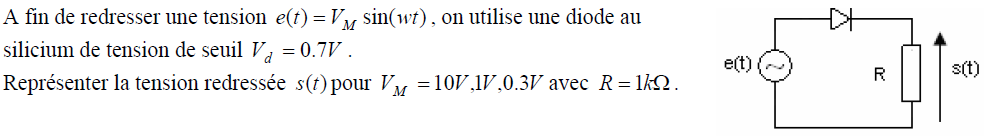 A fin de redresser une tension e(t) = V_M sin(wt), on utilise une diode au
silicium de tension de seuil V_d = 0.7V .
Représenter la tension redressée s(t) pour V_M = 10V,1V,0.3V avec R = 1kΩ.
e(t)
R
s(t)